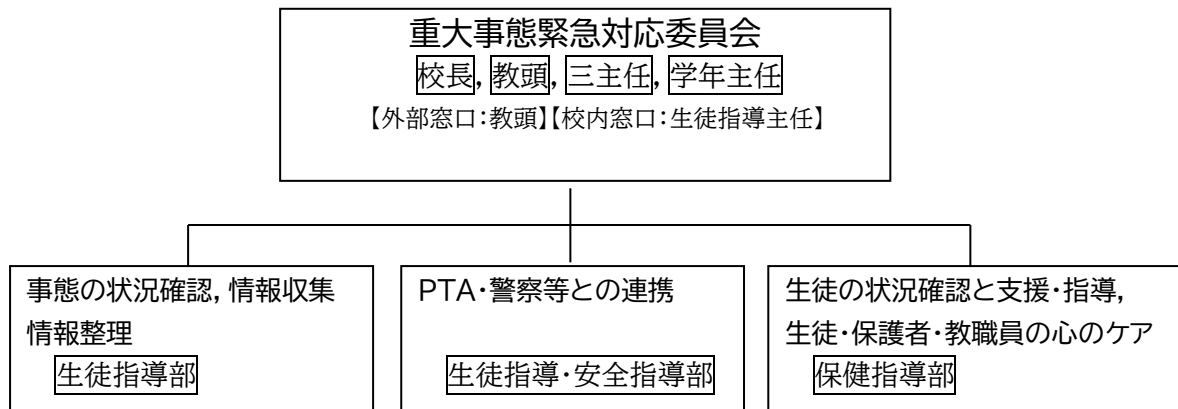 重大事態緊急対応委員会
校長,教頭,三主任,学年主任
【外部窓口:教頭】【校内窓口:生徒指導主任】
事態の状況確認,情報収集
情報整理
生徒指導部
PTA・警察等との連携
生徒指導・安全指導部
生徒の状況確認と支援・指導,
生徒・保護者・教職員の心のケア
保健指導部